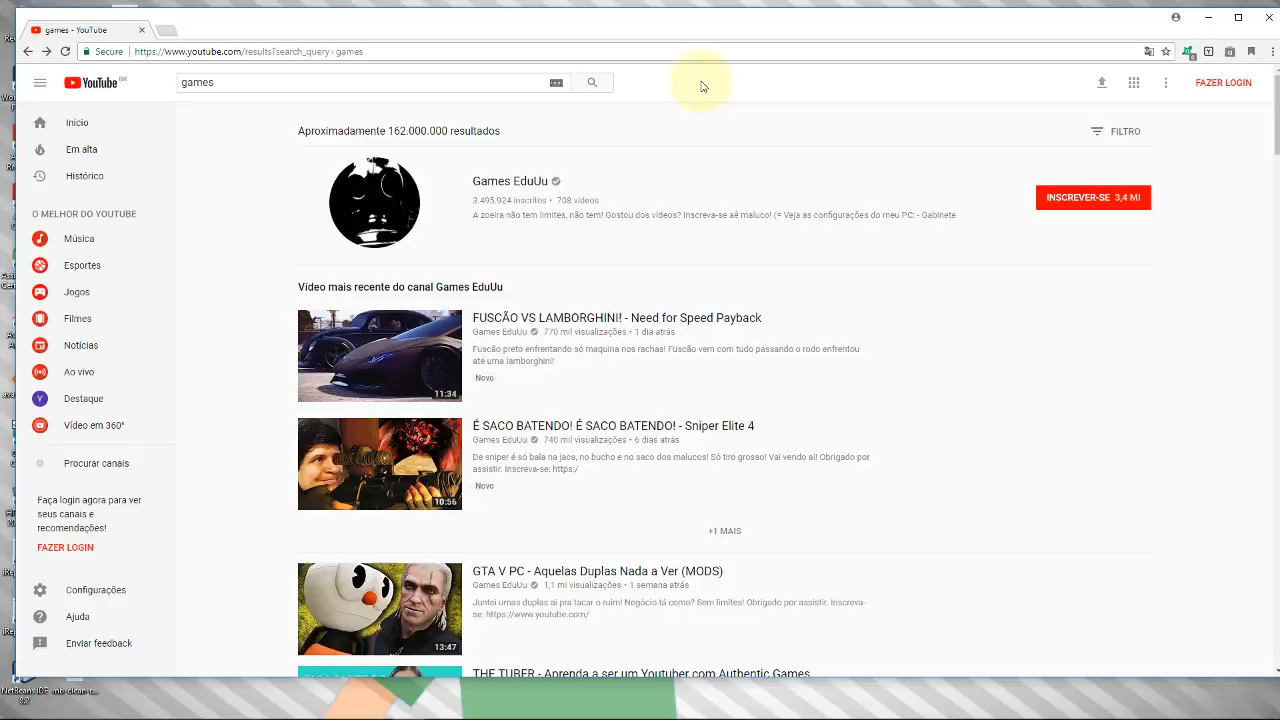 games - YouTube
Secure https://www.youtube.com/results?search_query=games
YouTube BR
games
FAZER LOGIN
Início
Em alta
Histórico
O MELHOR DO YOUTUBE
Música
Esportes
Jogos
Filmes
Notícias
Ao vivo
Destaque
Vídeo em 360°
Procurar canais
Faça login agora para ver
seus canais e
recomendações!
FAZER LOGIN
Configurações
Ajuda
Enviar feedback
Aproximadamente 162.000.000 resultados
FILTRO
Games EduUu
3.495.924 inscritos • 708 vídeos
A zoeira não tem limites, não tem! Gostou dos vídeos? Inscreva-se aê maluco! (= Veja as configurações do meu PC: - Gabinete
INSCREVER-SE 3,4 MI
Vídeo mais recente do canal Games EduUu
FUSCÃO VS LAMBORGHINI! - Need for Speed Payback
Games EduUu 770 mil visualizações • 1 dia atrás
Fuscão preto enfrentando só maquina nos rachas! Fuscão vem com tudo passando o rodo enfrentou
até uma lamborghini!
Novo
11:34
É SACO BATENDO! É SACO BATENDO! - Sniper Elite 4
Games EduUu 740 mil visualizações • 6 dias atrás
De sniper é só bala na jaca, no bucho e no saco dos malucos! Só tiro grosso! Vai vendo aí! Obrigado por
assistir. Inscreva-se: https:/
Novo
10:56
+1 MAIS
GTA V PC - Aquelas Duplas Nada a Ver (MODS)
Games EduUu 1,1 mi visualizações • 1 semana atrás
Juntei umas duplas aí pra tacar o ruim! Negócio tá como? Sem limites! Obrigado por assistir. Inscreva-
se: https://www.youtube.com/
13:47
THE TUBER - Aprenda a ser um Youtuber com Authentic Games